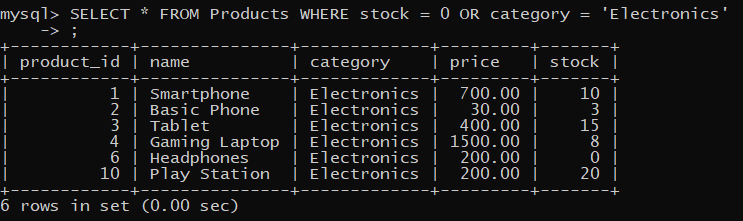 mysql> SELECT * FROM Products WHERE stock = 0 OR category = 'Electronics'
    -> ;
+------------+---------------+-------------+---------+-------+
| product_id | name          | category    | price   | stock |
+------------+---------------+-------------+---------+-------+
|          1 | Smartphone    | Electronics |  700.00 |    10 |
|          2 | Basic Phone   | Electronics |   30.00 |     3 |
|          3 | Tablet        | Electronics |  400.00 |    15 |
|          4 | Gaming Laptop | Electronics | 1500.00 |     8 |
|          6 | Headphones    | Electronics |  200.00 |     0 |
|         10 | Play Station  | Electronics |  200.00 |    20 |
+------------+---------------+-------------+---------+-------+
6 rows in set (0.00 sec)